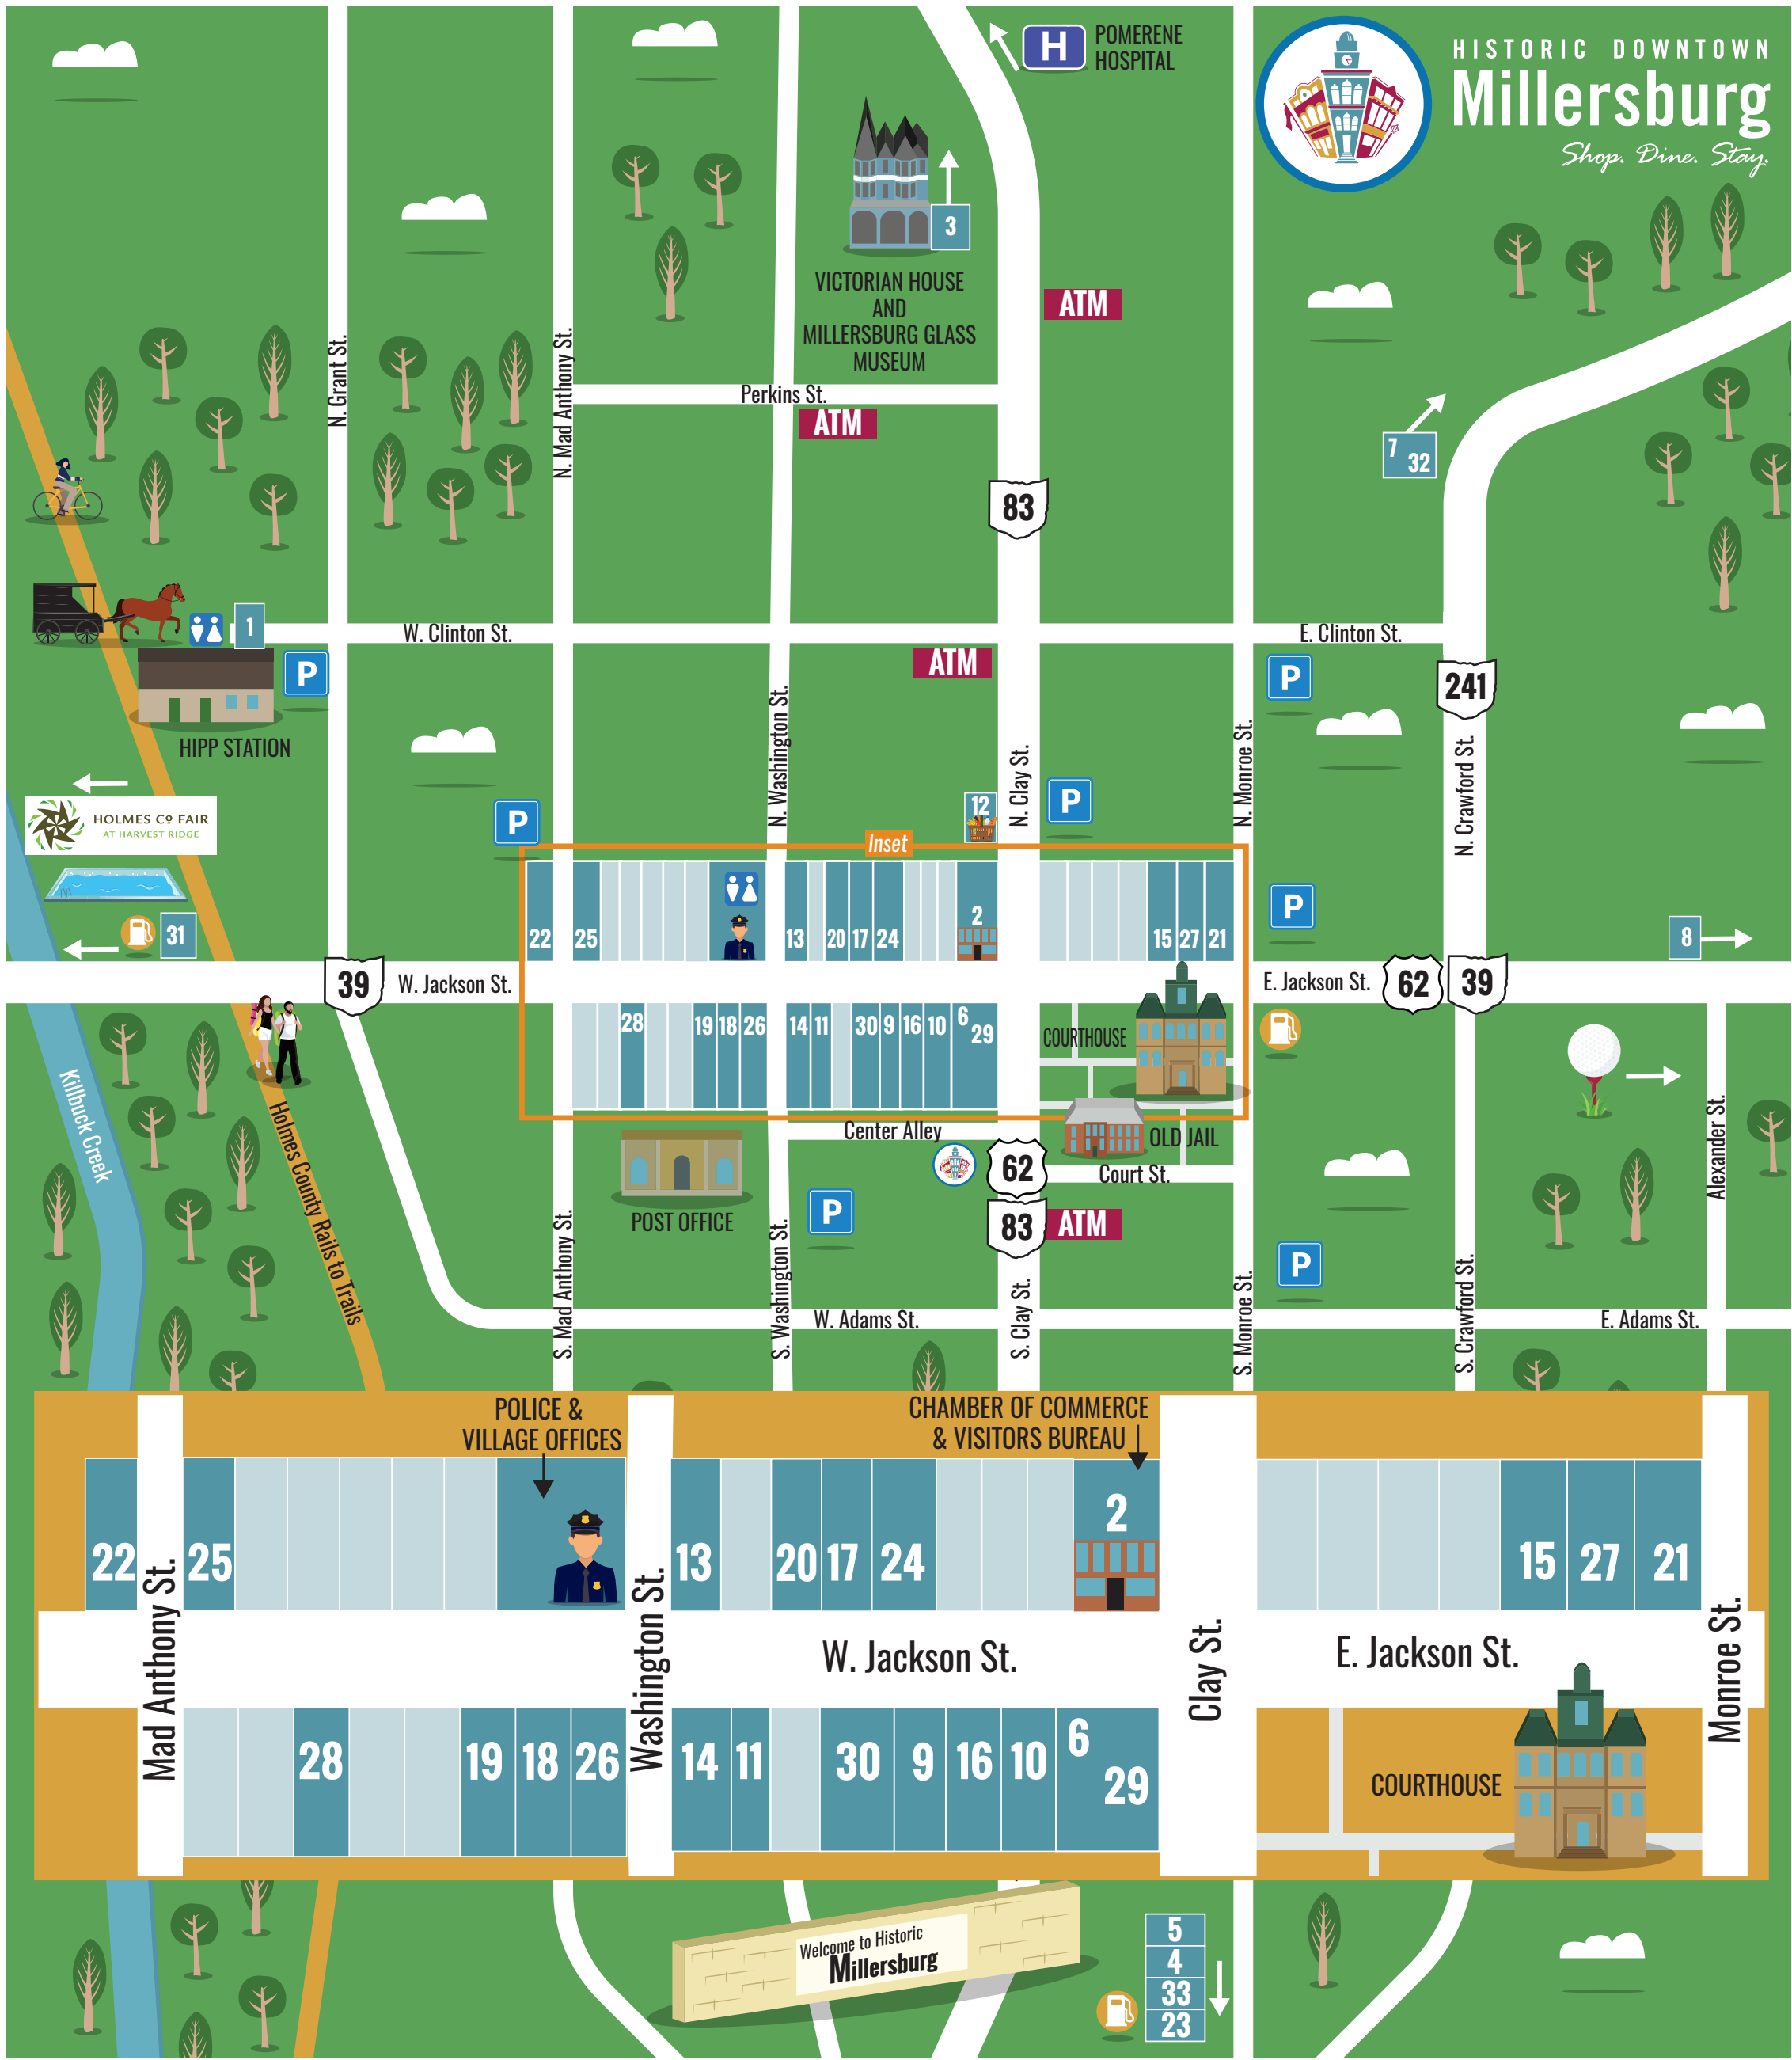 H
POMERENE
HOSPITAL
HISTORIC DOWNTOWN
Millersburg
Shop. Dine. Stay.
3
VICTORIAN HOUSE
AND
MILLERSBURG GLASS
MUSEUM
ATM
N. Grant St.
N. Mad Anthony St.
Perkins St.
ATM
7
32
83
1
W. Clinton St.
E. Clinton St.
P
HIPP STATION
ATM
P
241
N. Washington St.
N. Clay St.
N. Monroe St.
N. Crawford St.
HOLMES CO FAIR
AT HARVEST RIDGE
P
12
P
Inset
31
22
25
13
20
17
24
2
15
27
21
P
8
39
W. Jackson St.
E. Jackson St.
62
39
28
19
18
26
14
11
30
9
16
10
6
29
COURTHOUSE
Killbuck Creek
Holmes County Rails to Trails
Center Alley
OLD JAIL
62
Court St.
POST OFFICE
P
83
ATM
P
Alexander St.
S. Mad Anthony St.
S. Washington St.
S. Clay St.
S. Monroe St.
S. Crawford St.
W. Adams St.
E. Adams St.
POLICE &
VILLAGE OFFICES
CHAMBER OF COMMERCE
& VISITORS BUREAU
22
25
13
20
17
24
2
15
27
21
Mad Anthony St.
Washington St.
W. Jackson St.
Clay St.
E. Jackson St.
Monroe St.
28
19
18
26
14
11
30
9
16
10
6
29
COURTHOUSE
Welcome to Historic
Millersburg
5
4
33
23